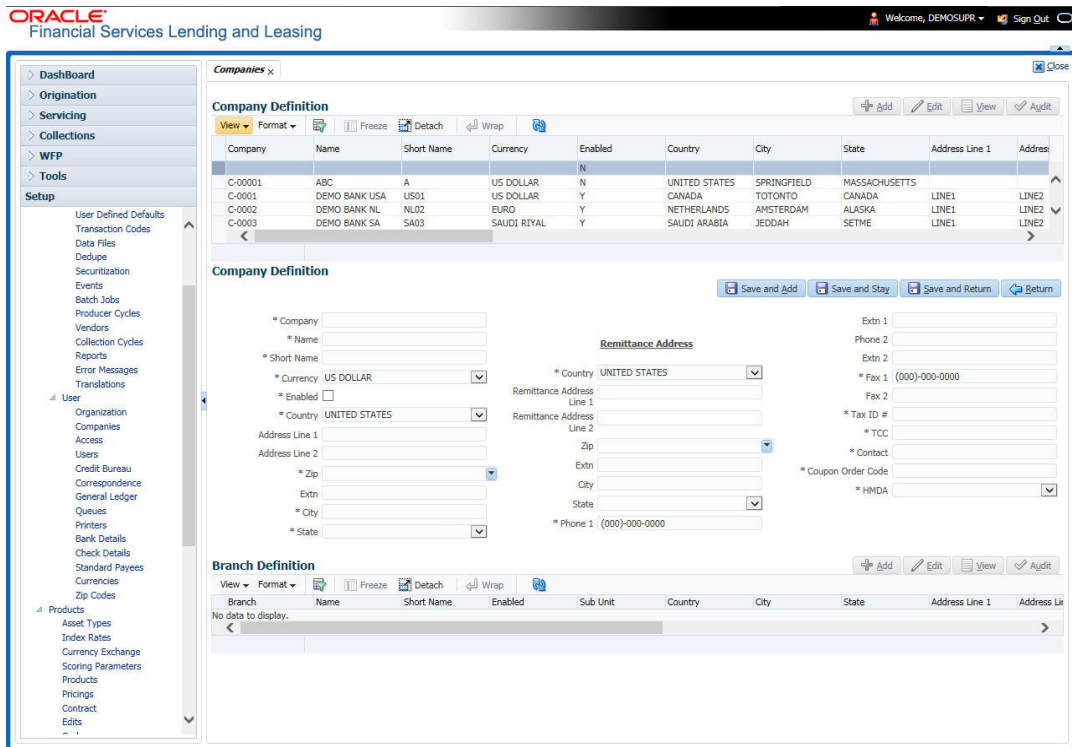 ORACLE®
Financial Services Lending and Leasing
Welcome, DEMOSUPR
Sign Out
DashBoard
Origination
Servicing
Collections
WFP
Tools
Setup
User Defined Defaults
Transaction Codes
Data Files
Dedupe
Securitization
Events
Batch Jobs
Producer Cycles
Vendors
Collection Cycles
Reports
Error Messages
Translations
User
Organization
Companies
Access
Users
Credit Bureau
Correspondence
General Ledger
Queues
Printers
Bank Details
Check Details
Standard Payees
Currencies
Zip Codes
Products
Asset Types
Index Rates
Currency Exchange
Scoring Parameters
Products
Pricings
Contract
Edits
Companies x
Close
Company Definition
Add Edit View Audit
View Format Freeze Detach Wrap
Company Name Short Name Currency Enabled Country City State Address Line 1 Address
N
C-00001 ABC A US DOLLAR N UNITED STATES SPRINGFIELD MASSACHUSETTS
C-0001 DEMO BANK USA US01 US DOLLAR Y CANADA TOTONTO CANADA LINE1 LINE2
C-0002 DEMO BANK NL NL02 EURO Y NETHERLANDS AMSTERDAM ALASKA LINE1 LINE2
C-0003 DEMO BANK SA SA03 SAUDI RIYAL Y SAUDI ARABIA JEDDAH SETME LINE1 LINE2
Company Definition
Save and Add Save and Stay Save and Return Return
* Company
* Name
* Short Name
* Currency US DOLLAR
* Enabled
* Country UNITED STATES
Address Line 1
Address Line 2
* Zip
Extn
* City
* State
Remittance Address
* Country UNITED STATES
Remittance Address Line 1
Remittance Address Line 2
Zip
Extn
City
State
* Phone 1 (000)-000-0000
Extn 1
Phone 2
Extn 2
* Fax 1 (000)-000-0000
Fax 2
* Tax ID #
* TCC
* Contact
* Coupon Order Code
* HMDA
Branch Definition
Add Edit View Audit
View Format Freeze Detach Wrap
Branch Name Short Name Enabled Sub Unit Country City State Address Line 1 Address Lin
No data to display.